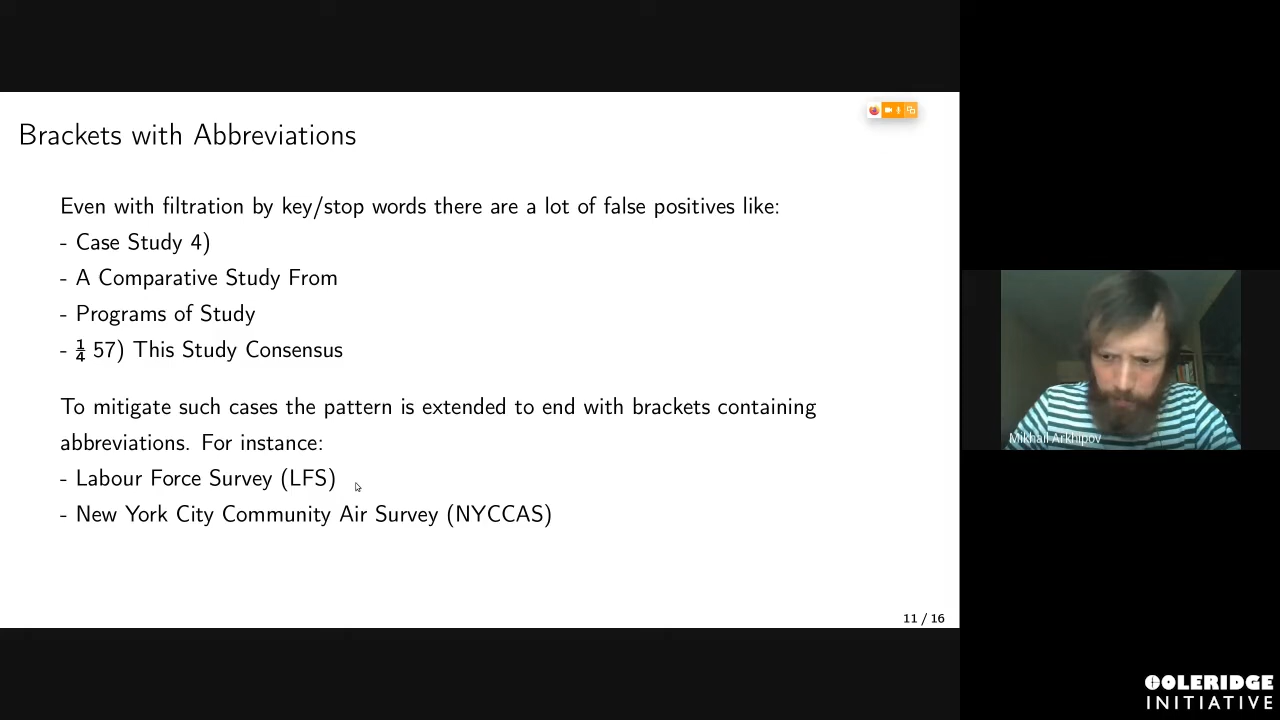 Brackets with Abbreviations
Even with filtration by key/stop words there are a lot of false positives like:
- Case Study 4)
- A Comparative Study From
- Programs of Study
- ¼ 57) This Study Consensus
To mitigate such cases the pattern is extended to end with brackets containing
abbreviations. For instance:
- Labour Force Survey (LFS)
- New York City Community Air Survey (NYCCAS)
11 / 16
Mikhail Arkhipov
COLERIDGE
INITIATIVE